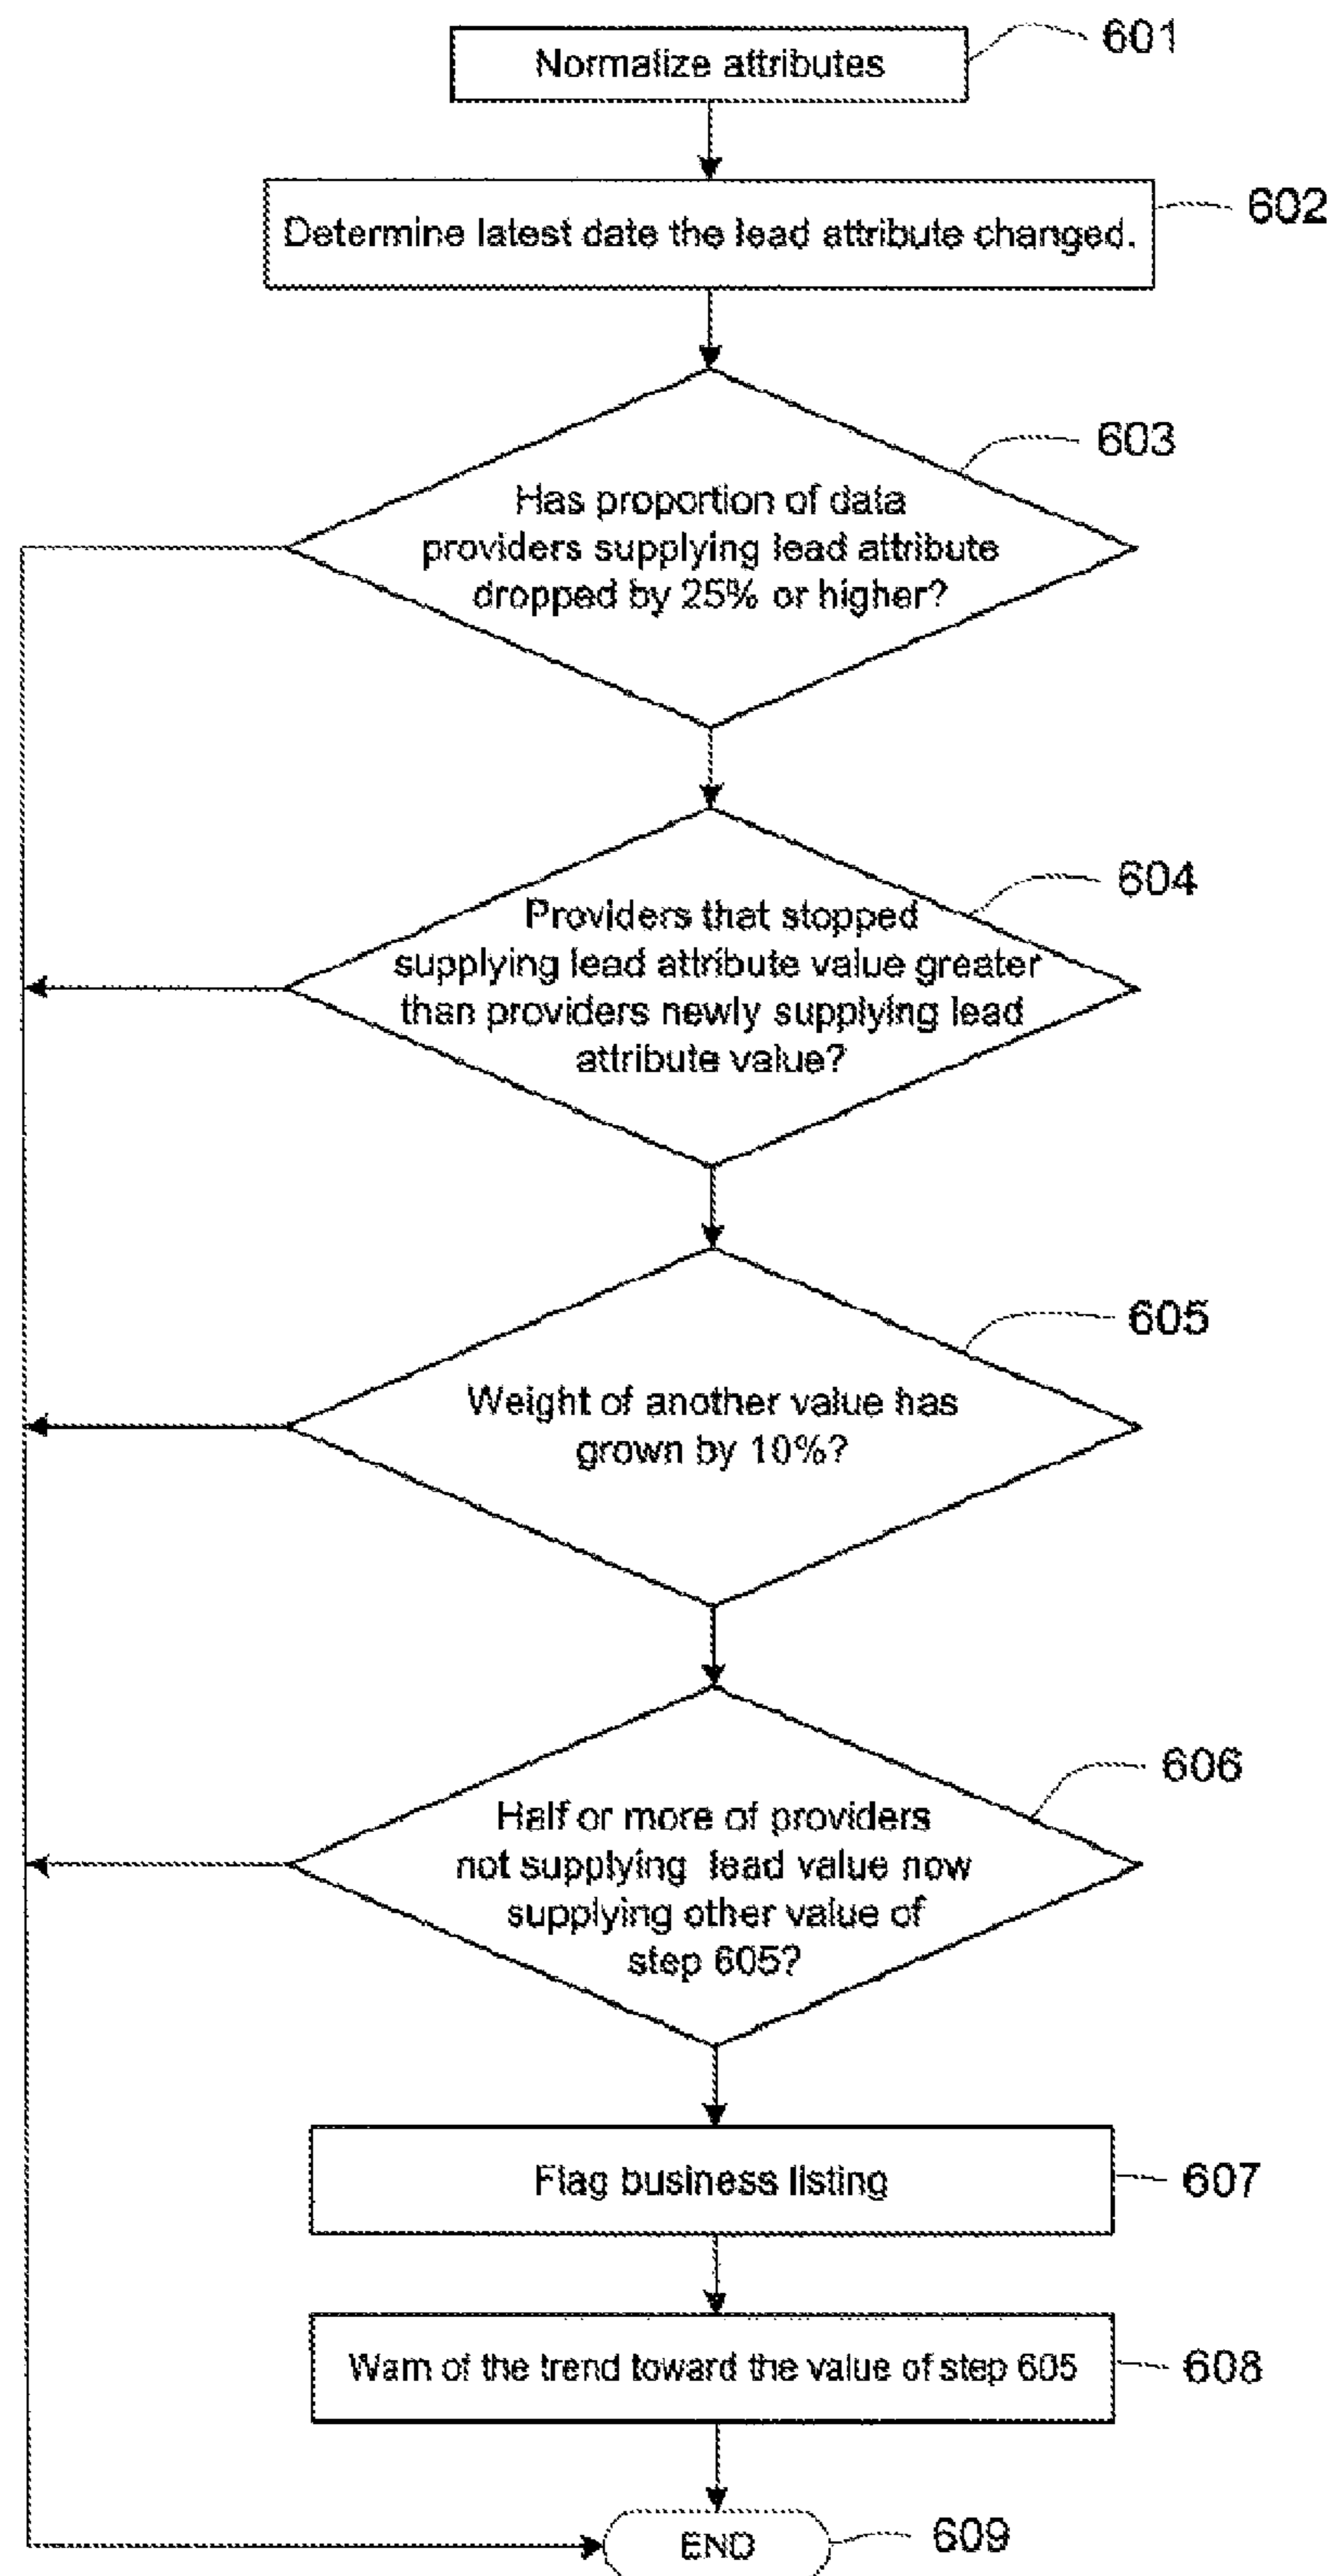 Normalize attributes
601
Determine latest date the lead attribute changed.
602
603
Has proportion of data
providers supplying lead attribute
dropped by 25% or higher?
604
Providers that stopped
supplying lead attribute value greater
than providers newly supplying lead
attribute value?
605
Weight of another value has
grown by 10%?
606
Half or more of providers
not supplying lead value now
supplying other value of
step 605?
Flag business listing
607
Warn of the trend toward the value of step 605
608
END
609